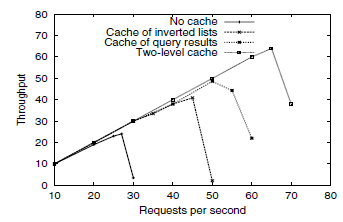 No cache
Cache of inverted lists
Cache of query results
Two-level cache
80
70
60
50
40
30
20
10
0
Throughput
10 20 30 40 50 60 70 80
Requests per second